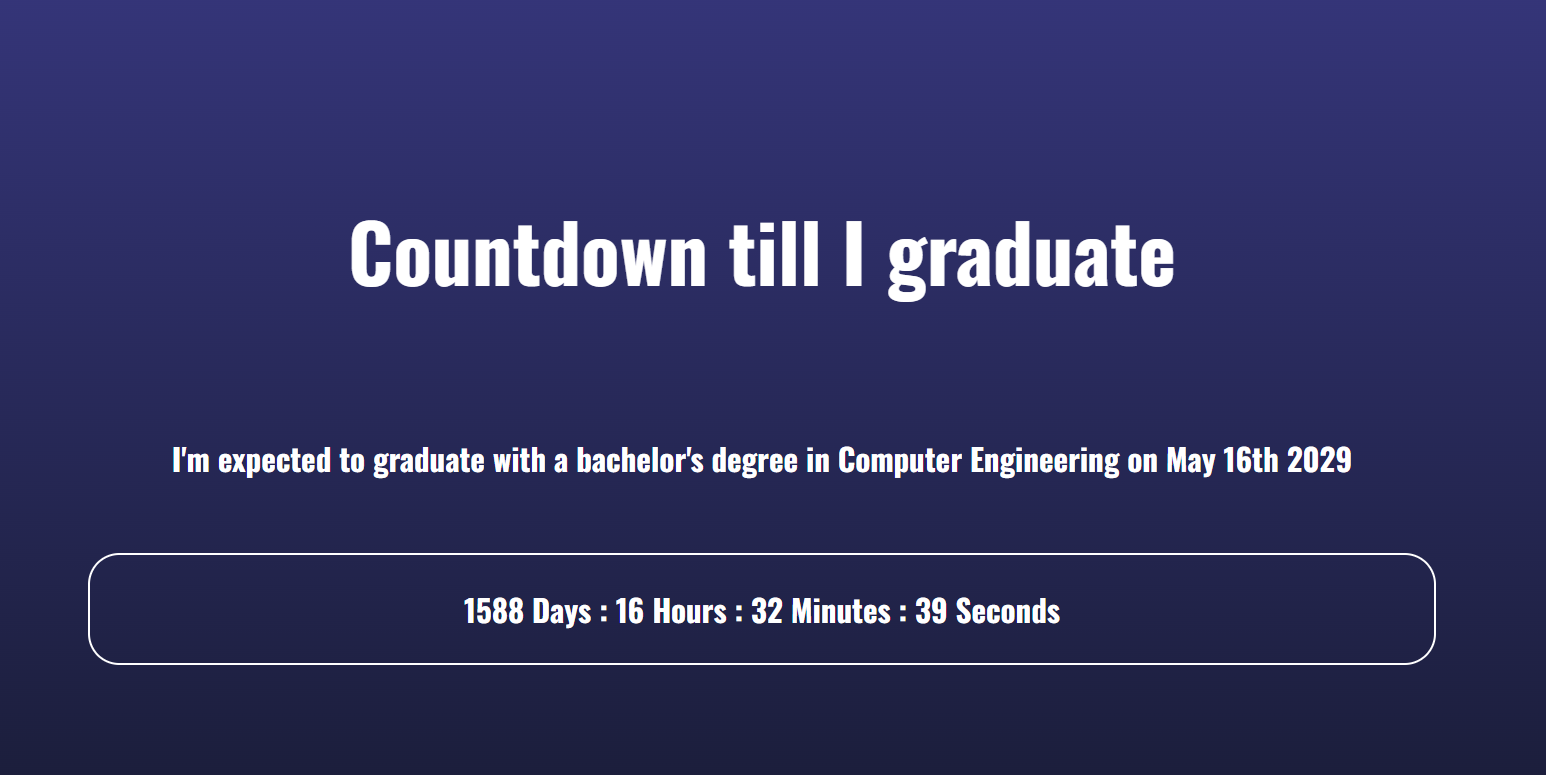 Countdown till I graduate
I'm expected to graduate with a bachelor's degree in Computer Engineering on May 16th 2029
1588 Days : 16 Hours : 32 Minutes : 39 Seconds